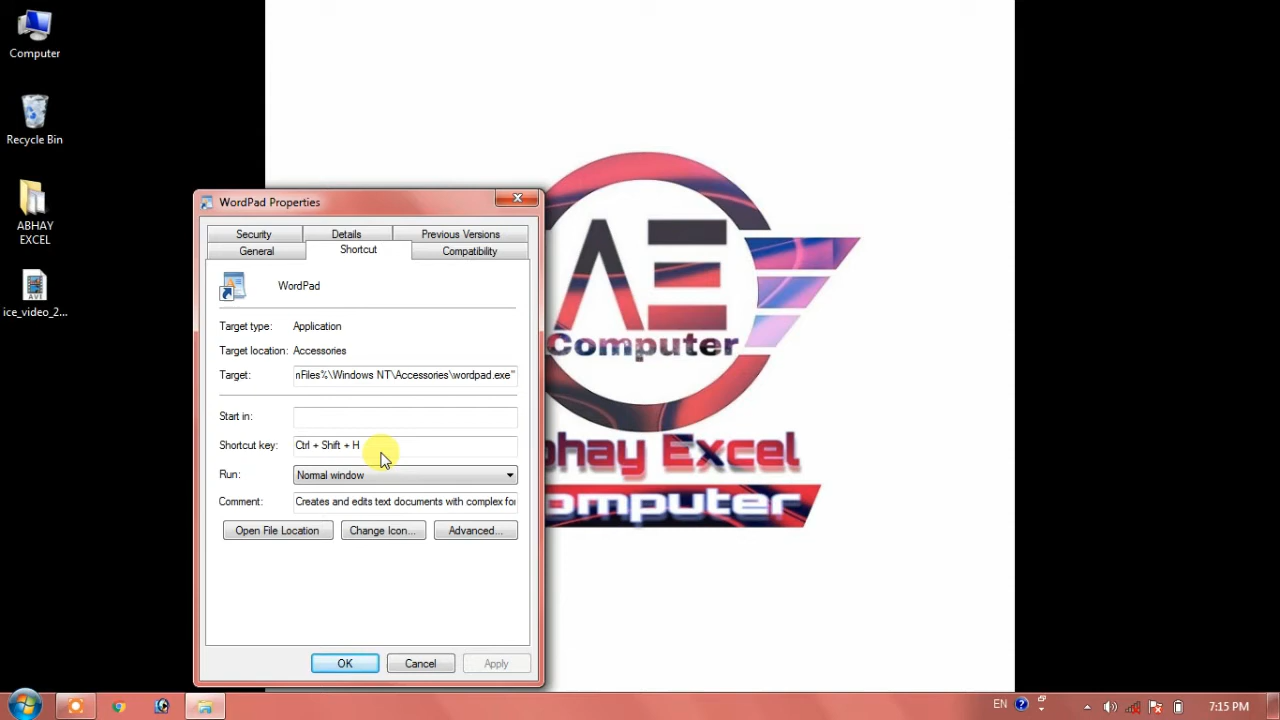 Computer
Recycle Bin
ABHAY
EXCEL
ice_video_2...
AE
Computer
bhay Excel
omputer
WordPad Properties
Security
Details
Previous Versions
General
Shortcut
Compatibility
WordPad
Target type: Application
Target location: Accessories
Target: nFiles%\Windows NT\Accessories\wordpad.exe"
Start in:
Shortcut key: Ctrl + Shift + H
Run: Normal window
Comment: Creates and edits text documents with complex for
Open File Location
Change Icon...
Advanced...
OK
Cancel
Apply
EN
7:15 PM